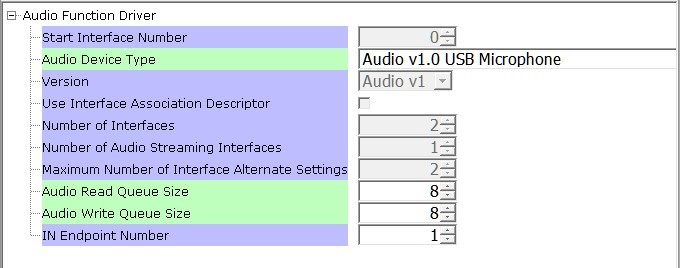 Audio Function Driver
Start Interface Number 0
Audio Device Type Audio v1.0 USB Microphone
Version Audio v1
Use Interface Association Descriptor
Number of Interfaces 2
Number of Audio Streaming Interfaces 1
Maximum Number of Interface Alternate Settings 2
Audio Read Queue Size 8
Audio Write Queue Size 8
IN Endpoint Number 1